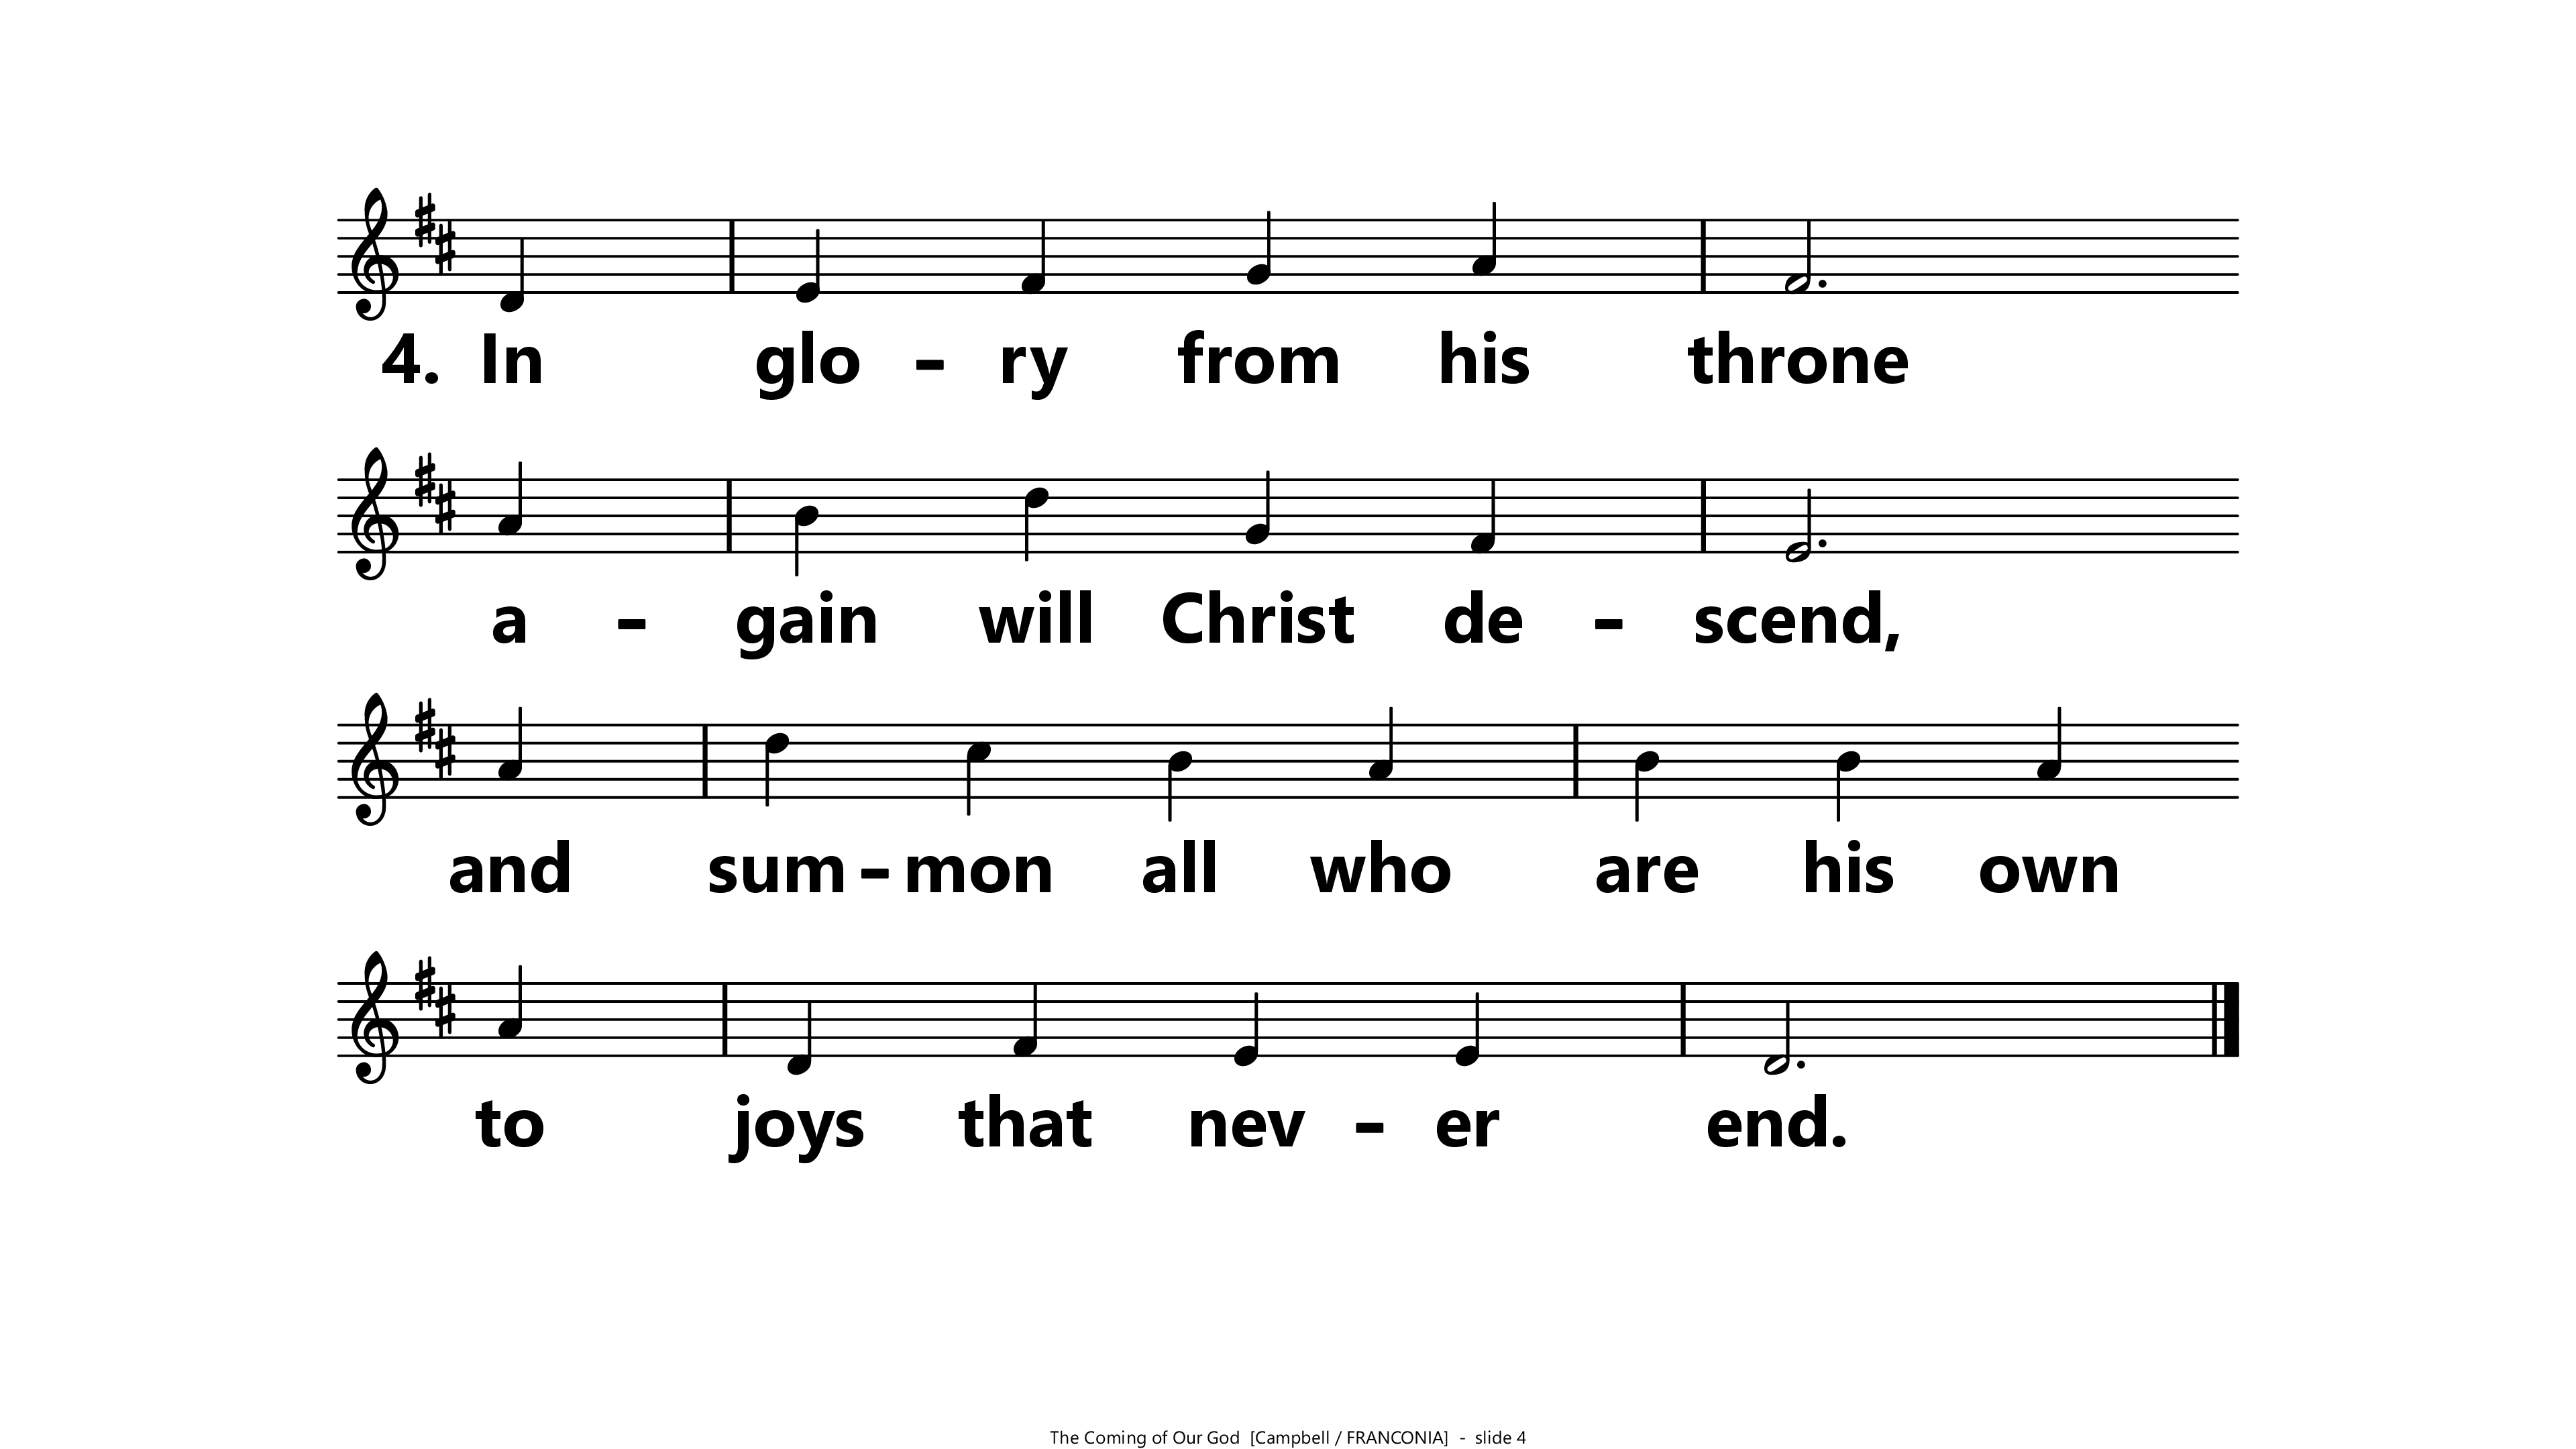 4. In glo - ry from his throne
a - gain will Christ de - scend,
and sum - mon all who are his own
to joys that nev - er end.
The Coming of Our God [Campbell / FRANCONIA] - slide 4